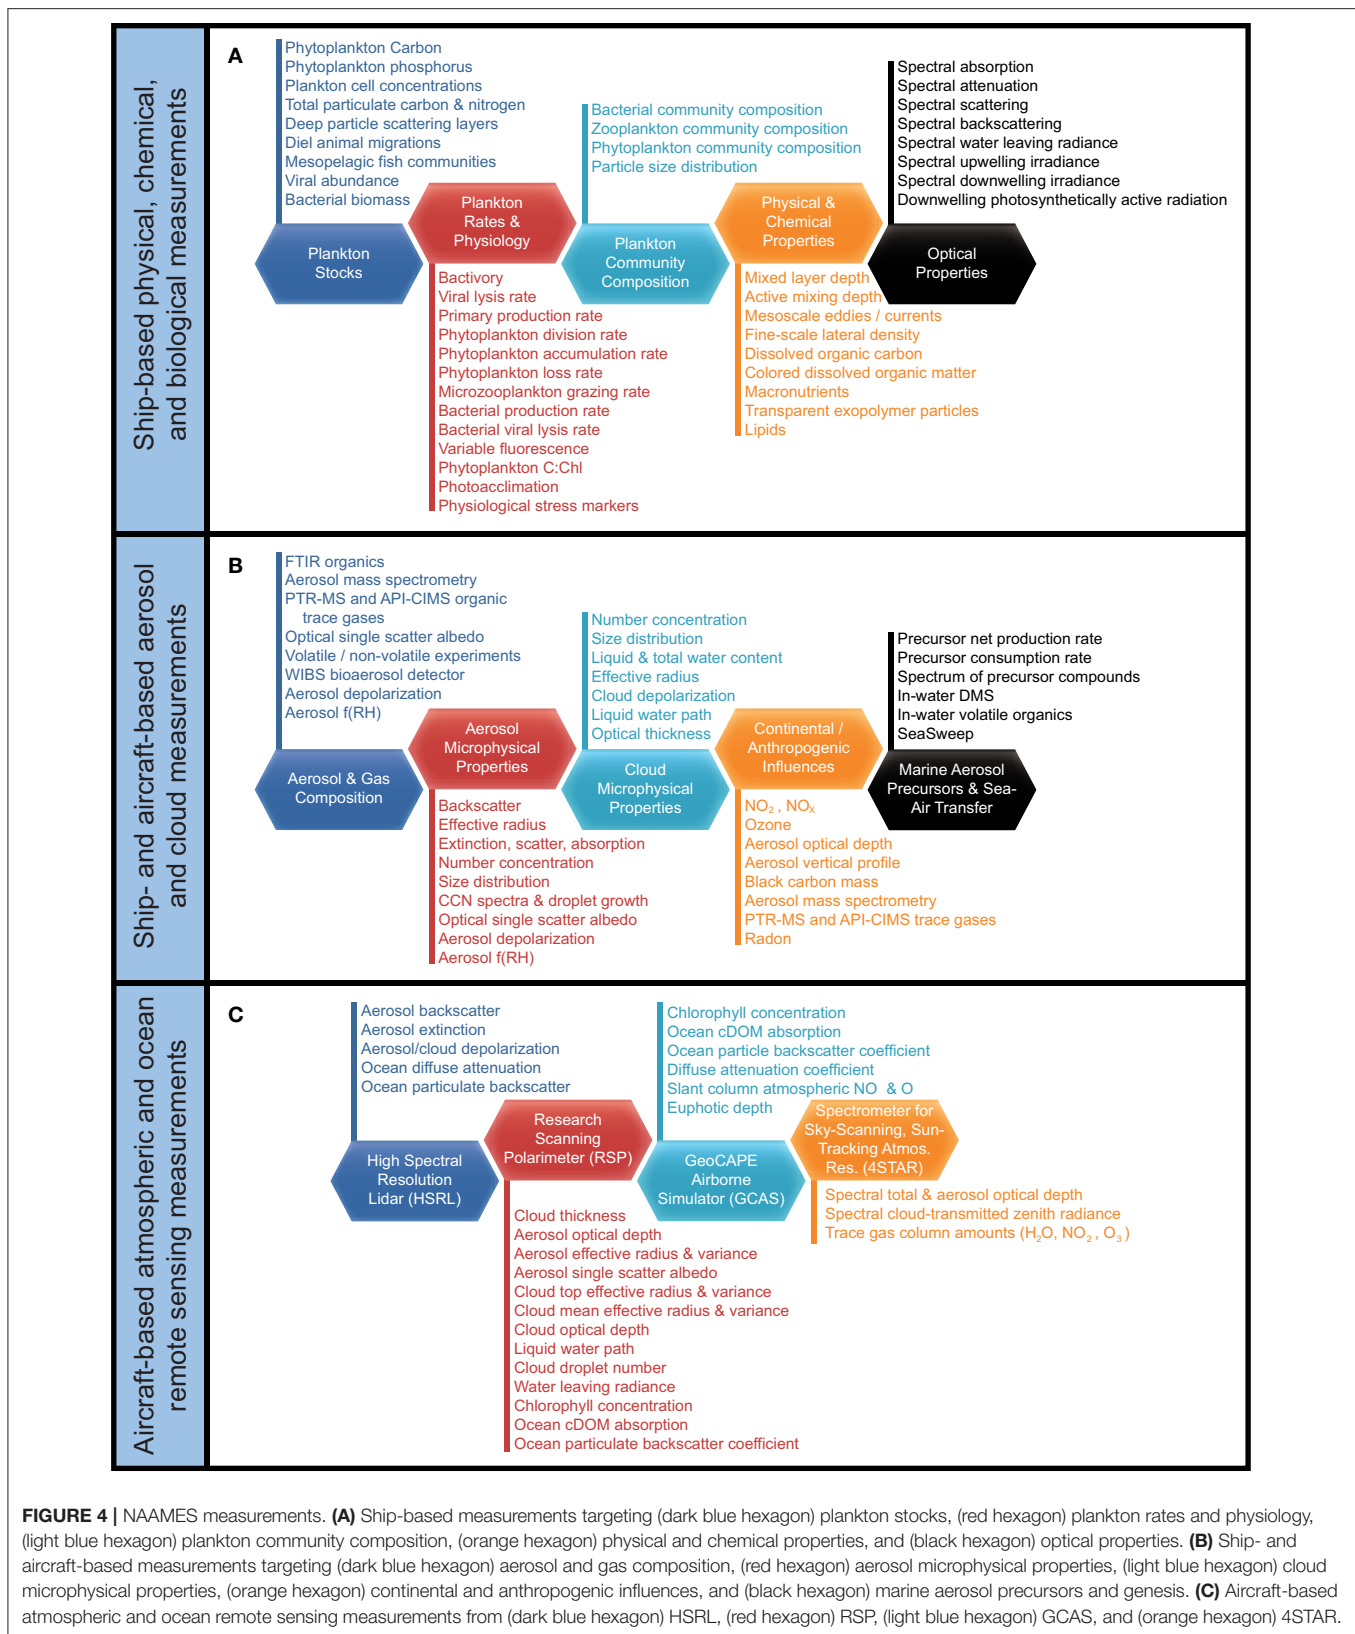 Ship-based physical, chemical,
and biological measurements
A
Phytoplankton Carbon
Phytoplankton phosphorus
Plankton cell concentrations
Total particulate carbon & nitrogen
Deep particle scattering layers
Diel animal migrations
Mesopelagic fish communities
Viral abundance
Bacterial biomass
Plankton
Stocks
Plankton
Rates &
Physiology
Bactivory
Viral lysis rate
Primary production rate
Phytoplankton division rate
Phytoplankton accumulation rate
Phytoplankton loss rate
Microzooplankton grazing rate
Bacterial production rate
Bacterial viral lysis rate
Variable fluorescence
Phytoplankton C:Chl
Photoacclimation
Physiological stress markers
Bacterial community composition
Zooplankton community composition
Phytoplankton community composition
Particle size distribution
Plankton
Community
Composition
Physical &
Chemical
Properties
Mixed layer depth
Active mixing depth
Mesoscale eddies / currents
Fine-scale lateral density
Dissolved organic carbon
Colored dissolved organic matter
Macronutrients
Transparent exopolymer particles
Lipids
Spectral absorption
Spectral attenuation
Spectral scattering
Spectral backscattering
Spectral water leaving radiance
Spectral upwelling irradiance
Spectral downwelling irradiance
Downwelling photosynthetically active radiation
Optical
Properties
Ship- and aircraft-based aerosol
and cloud measurements
B
FTIR organics
Aerosol mass spectrometry
PTR-MS and API-CIMS organic
trace gases
Optical single scatter albedo
Volatile / non-volatile experiments
WIBS bioaerosol detector
Aerosol depolarization
Aerosol f(RH)
Aerosol & Gas
Composition
Aerosol
Microphysical
Properties
Backscatter
Effective radius
Extinction, scatter, absorption
Number concentration
Size distribution
CCN spectra & droplet growth
Optical single scatter albedo
Aerosol depolarization
Aerosol f(RH)
Number concentration
Size distribution
Liquid & total water content
Effective radius
Cloud depolarization
Liquid water path
Optical thickness
Cloud
Microphysical
Properties
Continental /
Anthropogenic
Influences
NO₂ , NOₓ
Ozone
Aerosol optical depth
Aerosol vertical profile
Black carbon mass
Aerosol mass spectrometry
PTR-MS and API-CIMS trace gases
Radon
Precursor net production rate
Precursor consumption rate
Spectrum of precursor compounds
In-water DMS
In-water volatile organics
SeaSweep
Marine Aerosol
Precursors & Sea-
Air Transfer
Aircraft-based atmospheric and ocean
remote sensing measurements
C
Aerosol backscatter
Aerosol extinction
Aerosol/cloud depolarization
Ocean diffuse attenuation
Ocean particulate backscatter
High Spectral
Resolution
Lidar (HSRL)
Research
Scanning
Polarimeter (RSP)
Cloud thickness
Aerosol optical depth
Aerosol effective radius & variance
Aerosol single scatter albedo
Cloud top effective radius & variance
Cloud mean effective radius & variance
Cloud optical depth
Liquid water path
Cloud droplet number
Water leaving radiance
Chlorophyll concentration
Ocean cDOM absorption
Ocean particulate backscatter coefficient
Chlorophyll concentration
Ocean cDOM absorption
Ocean particle backscatter coefficient
Diffuse attenuation coefficient
Slant column atmospheric NO & O
Euphotic depth
GeoCAPE
Airborne
Simulator (GCAS)
Spectrometer for
Sky-Scanning, Sun-
Tracking Atmos.
Res. (4STAR)
Spectral total & aerosol optical depth
Spectral cloud-transmitted zenith radiance
Trace gas column amounts (H₂O, NO₂ , O₃ )
FIGURE 4 | NAAMES measurements. (A) Ship-based measurements targeting (dark blue hexagon) plankton stocks, (red hexagon) plankton rates and physiology,
(light blue hexagon) plankton community composition, (orange hexagon) physical and chemical properties, and (black hexagon) optical properties. (B) Ship- and
aircraft-based measurements targeting (dark blue hexagon) aerosol and gas composition, (red hexagon) aerosol microphysical properties, (light blue hexagon) cloud
microphysical properties, (orange hexagon) continental and anthropogenic influences, and (black hexagon) marine aerosol precursors and genesis. (C) Aircraft-based
atmospheric and ocean remote sensing measurements from (dark blue hexagon) HSRL, (red hexagon) RSP, (light blue hexagon) GCAS, and (orange hexagon) 4STAR.